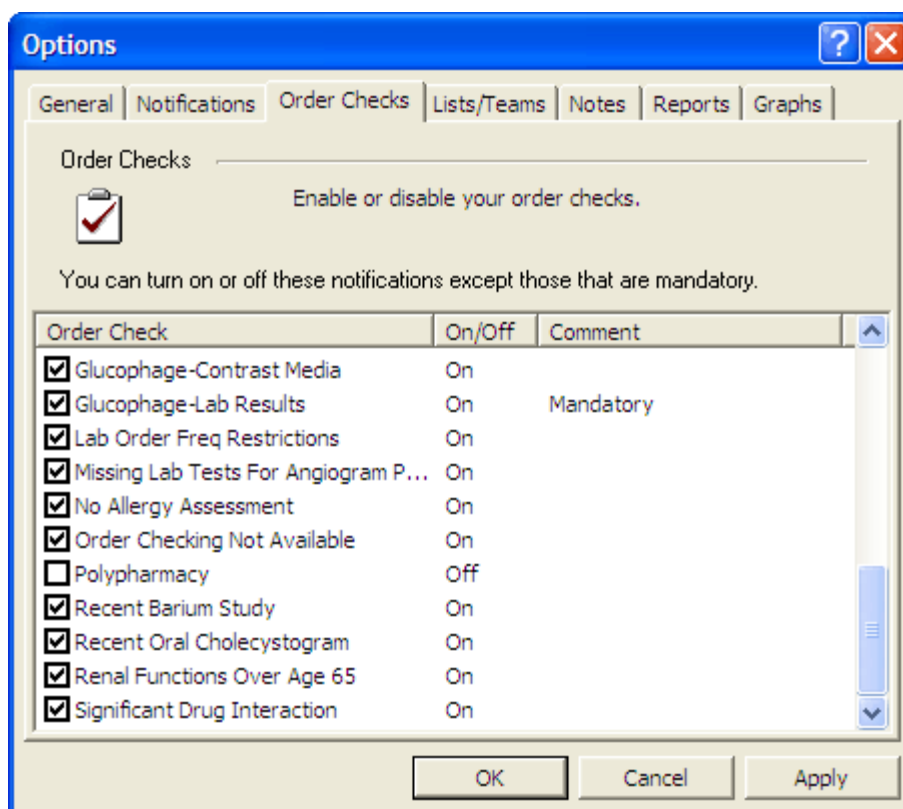 Options
General Notifications Order Checks Lists/Teams Notes Reports Graphs
Order Checks
Enable or disable your order checks.
You can turn on or off these notifications except those that are mandatory.
Order Check On/Off Comment
Glucophage-Contrast Media On
Glucophage-Lab Results On Mandatory
Lab Order Freq Restrictions On
Missing Lab Tests For Angiogram P... On
No Allergy Assessment On
Order Checking Not Available On
Polypharmacy Off
Recent Barium Study On
Recent Oral Cholecystogram On
Renal Functions Over Age 65 On
Significant Drug Interaction On
OK Cancel Apply